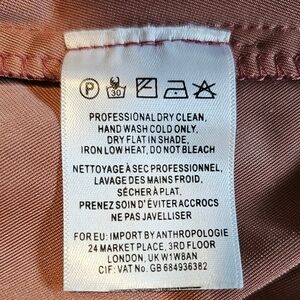 P 30
PROFESSIONAL DRY CLEAN,
HAND WASH COLD ONLY,
DRY FLAT IN SHADE,
IRON LOW HEAT, DO NOT BLEACH
NETTOYAGE À SEC PROFESSIONNEL,
LAVAGE DES MAINS FROID,
SÉCHER À PLAT,
PRENEZ SOIN D'ÉVITER ACCROCS
NE PAS JAVELLISER
FOR EU: IMPORT BY ANTHROPOLOGIE
24 MARKET PLACE, 3RD FLOOR
LONDON, UK W1W8AN
CIF: VAT No. GB 684936382